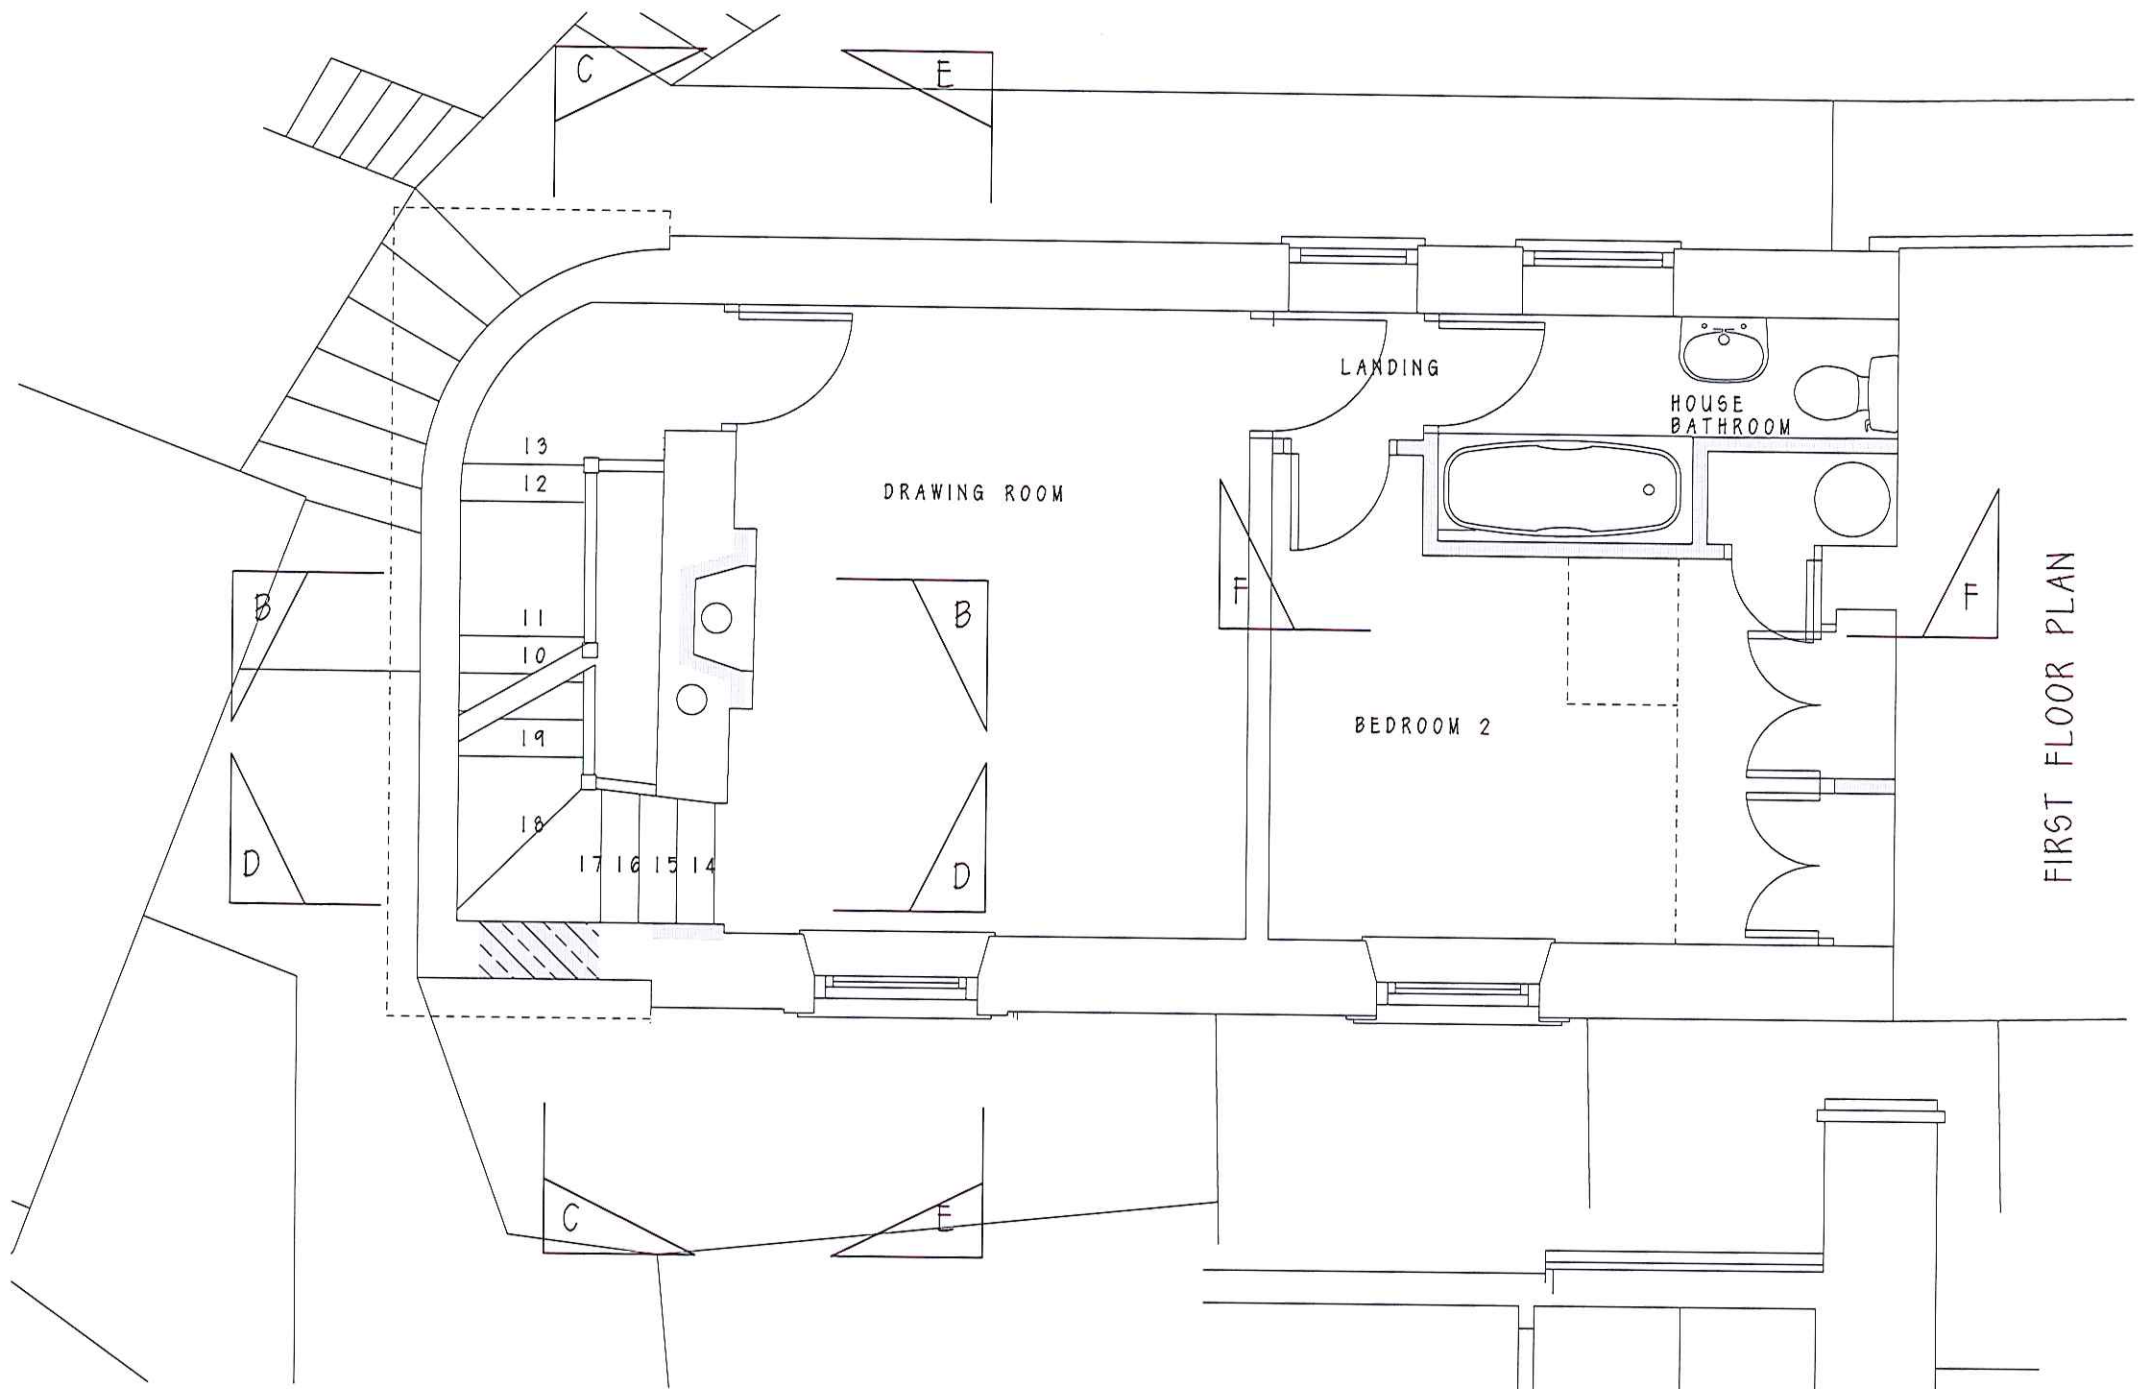 C
E
LANDING
HOUSE
BATHROOM
13
12
DRAWING ROOM
B
11
10
B
F
F
19
BEDROOM 2
18
D
17 16 15 14
D
C
E
FIRST FLOOR PLAN